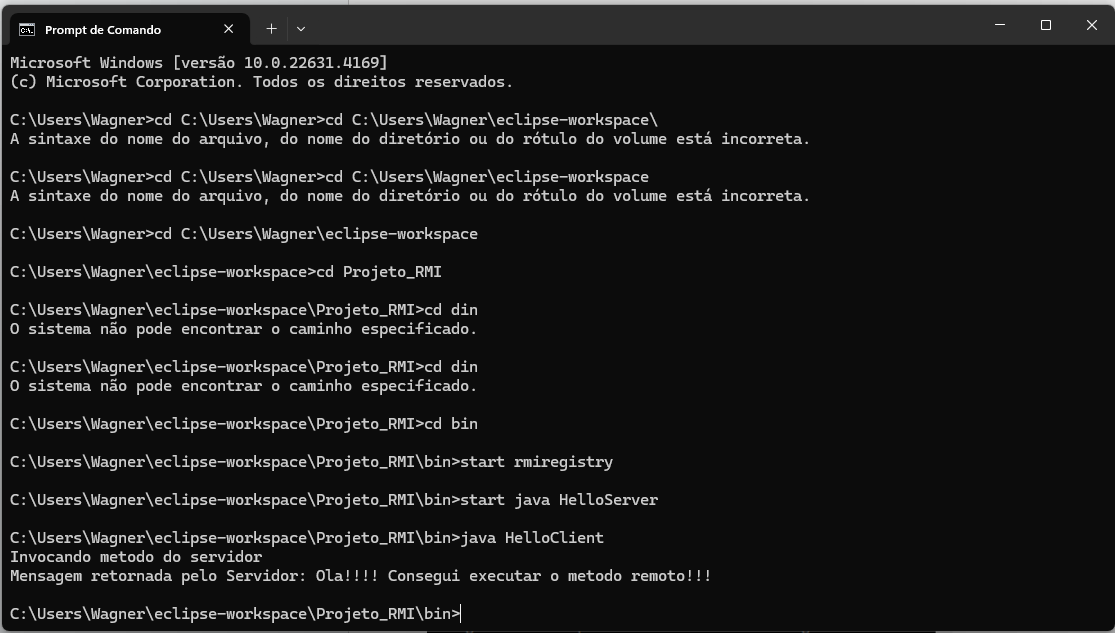 Prompt de Comando
Microsoft Windows [versão 10.0.22631.4169]
(c) Microsoft Corporation. Todos os direitos reservados.
C:\Users\Wagner>cd C:\Users\Wagner>cd C:\Users\Wagner\eclipse-workspace\
A sintaxe do nome do arquivo, do nome do diretório ou do rótulo do volume está incorreta.
C:\Users\Wagner>cd C:\Users\Wagner>cd C:\Users\Wagner\eclipse-workspace
A sintaxe do nome do arquivo, do nome do diretório ou do rótulo do volume está incorreta.
C:\Users\Wagner>cd C:\Users\Wagner\eclipse-workspace
C:\Users\Wagner\eclipse-workspace>cd Projeto_RMI
C:\Users\Wagner\eclipse-workspace\Projeto_RMI>cd din
O sistema não pode encontrar o caminho especificado.
C:\Users\Wagner\eclipse-workspace\Projeto_RMI>cd din
O sistema não pode encontrar o caminho especificado.
C:\Users\Wagner\eclipse-workspace\Projeto_RMI>cd bin
C:\Users\Wagner\eclipse-workspace\Projeto_RMI\bin>start rmiregistry
C:\Users\Wagner\eclipse-workspace\Projeto_RMI\bin>start java HelloServer
C:\Users\Wagner\eclipse-workspace\Projeto_RMI\bin>java HelloClient
Invocando metodo do servidor
Mensagem retornada pelo Servidor: Ola!!!! Consegui executar o metodo remoto!!!
C:\Users\Wagner\eclipse-workspace\Projeto_RMI\bin>